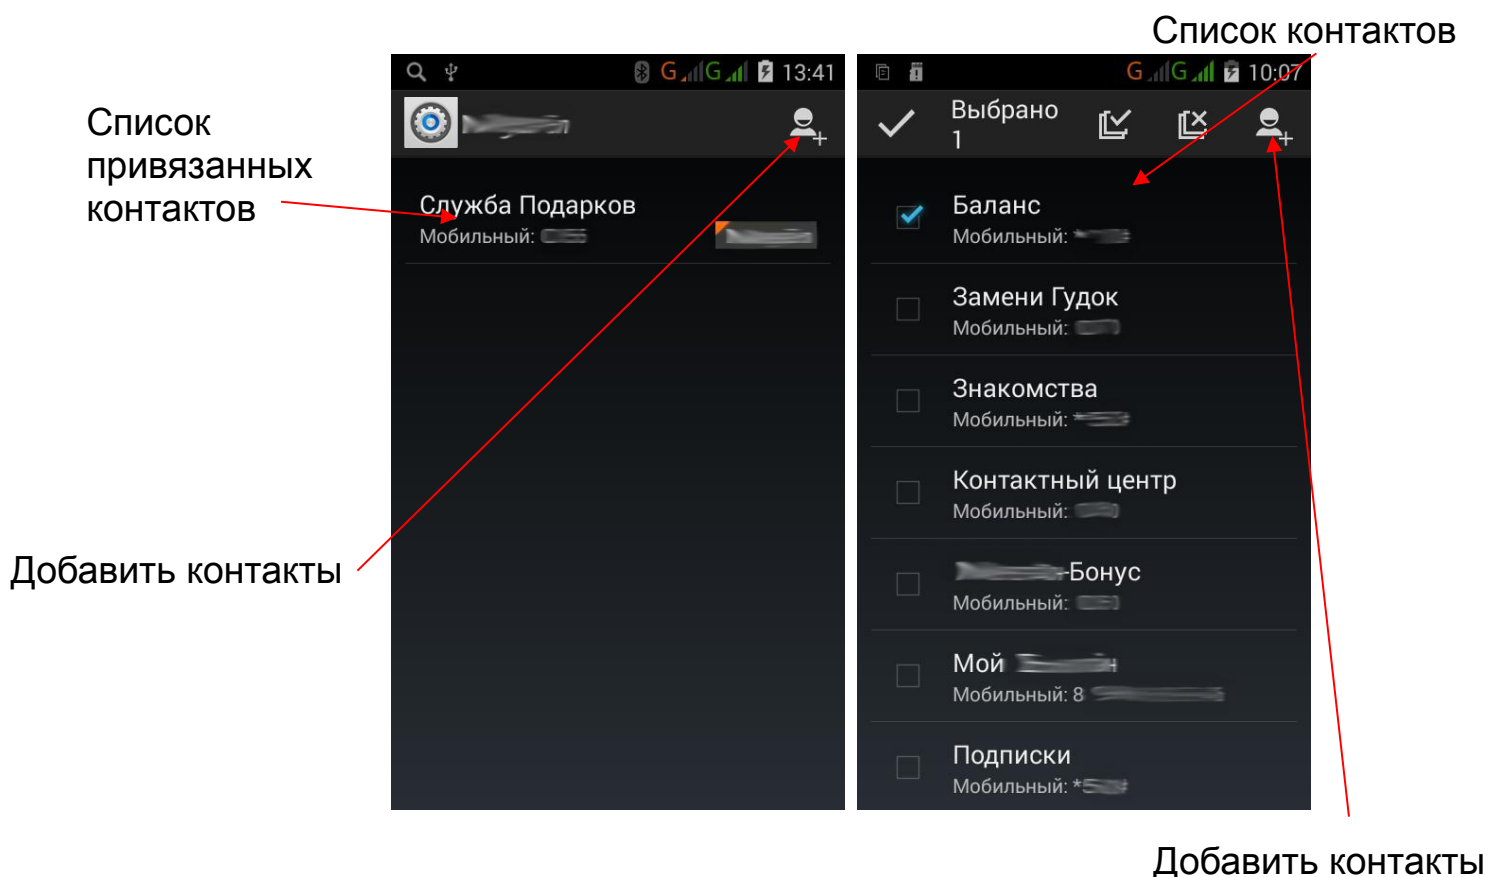 Список контактов
13:41
10:07
Список
привязанных
контактов
Выбрано
1
Служба Подарков
Мобильный:
Баланс
Мобильный: *
Замени Гудок
Мобильный:
Знакомства
Мобильный: *
Контактный центр
Мобильный:
Добавить контакты
-Бонус
Мобильный:
Мой
Мобильный: 8
Подписки
Мобильный: *
Добавить контакты